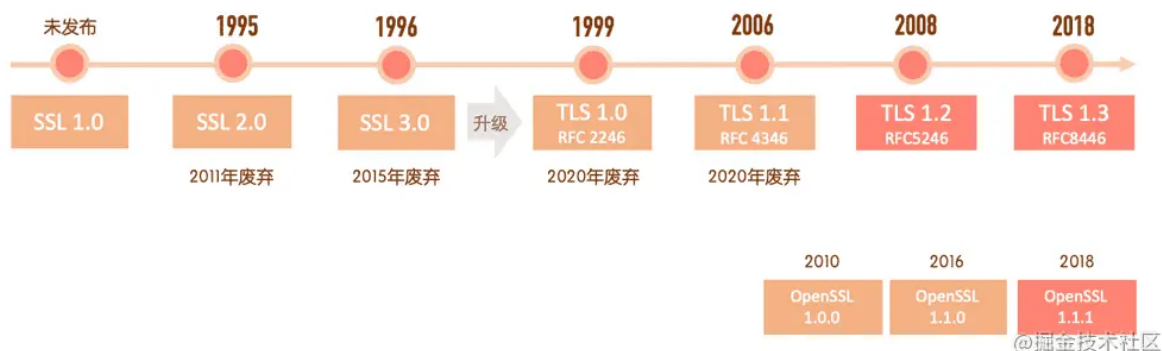 未发布
1995
1996
1999
2006
2008
2018
SSL 1.0
SSL 2.0
SSL 3.0
升级
TLS 1.0
RFC 2246
TLS 1.1
RFC 4346
TLS 1.2
RFC5246
TLS 1.3
RFC8446
2011年废弃
2015年废弃
2020年废弃
2020年废弃
2010
2016
2018
OpenSSL
1.0.0
OpenSSL
1.1.0
OpenSSL
1.1.1
@掘金技术社区